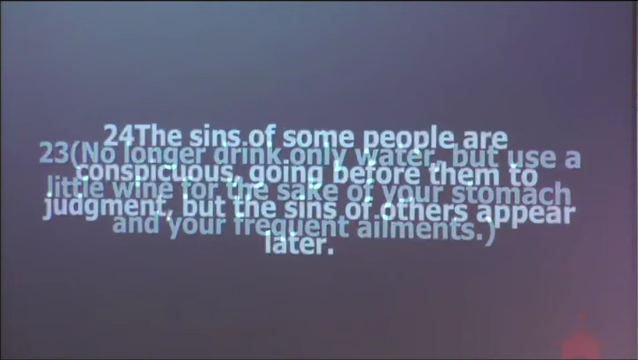 24The sins of some people are
23(No longer drink only water, but use a
conspicuous, going before them to
little wine for the sake of your stomach
judgment, but the sins of others appear
and your frequent ailments.)
later.